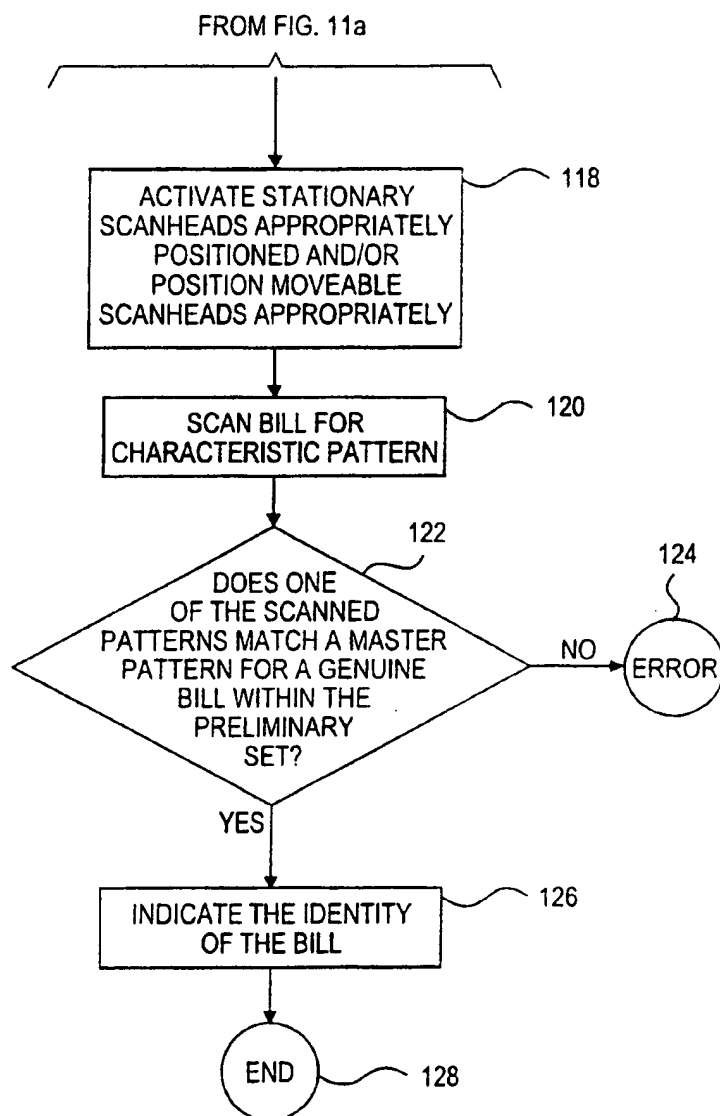 FROM FIG. 11a
118
ACTIVATE STATIONARY
SCANHEADS APPROPRIATELY
POSITIONED AND/OR
POSITION MOVEABLE
SCANHEADS APPROPRIATELY
120
SCAN BILL FOR
CHARACTERISTIC PATTERN
122
DOES ONE
OF THE SCANNED
PATTERNS MATCH A MASTER
PATTERN FOR A GENUINE
BILL WITHIN THE
PRELIMINARY
SET?
NO
124
ERROR
YES
126
INDICATE THE IDENTITY
OF THE BILL
END
128